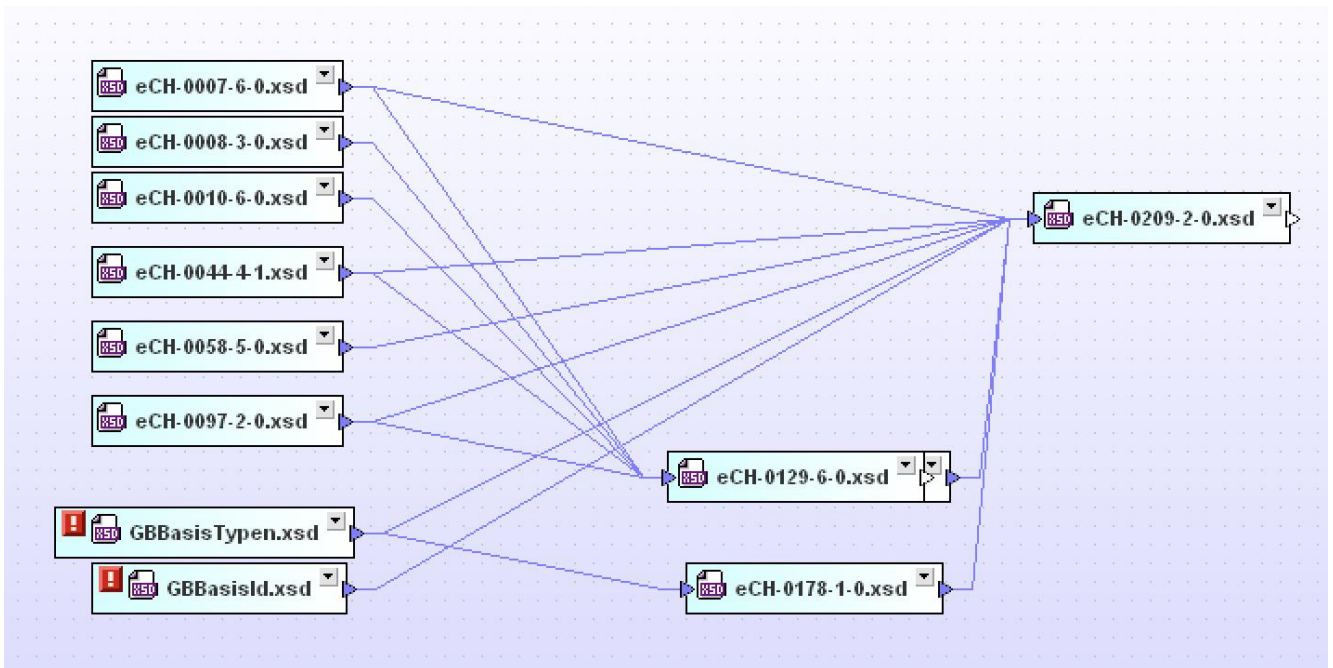 eCH-0007-6-0.xsd
eCH-0008-3-0.xsd
eCH-0010-6-0.xsd
eCH-0209-2-0.xsd
eCH-0044-4-1.xsd
eCH-0058-5-0.xsd
eCH-0097-2-0.xsd
eCH-0129-6-0.xsd
GBBasisTypen.xsd
GBBasisId.xsd
eCH-0178-1-0.xsd